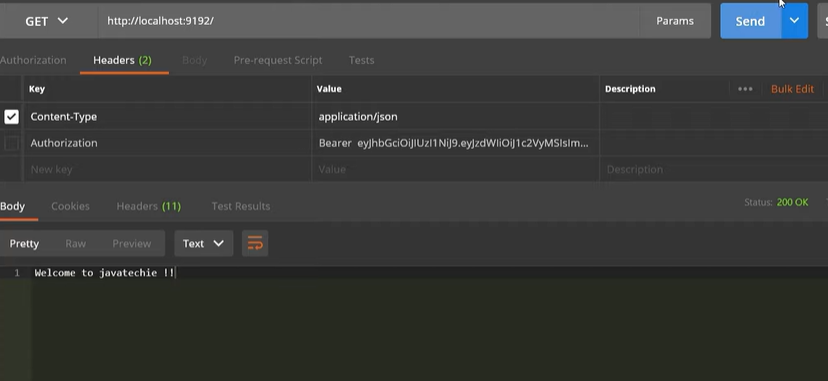 GET http://localhost:9192/ Params Send
Authorization Headers (2) Body Pre-request Script Tests
Key Value Description ••• Bulk Edit
Content-Type application/json
Authorization Bearer eyJhbGciOiJIUzI1NiJ9.eyJzdWIiOiJ1c2VyMSIsIm...
New key Value Description
Body Cookies Headers (11) Test Results Status: 200 OK
Pretty Raw Preview Text
1 Welcome to javatechie !!